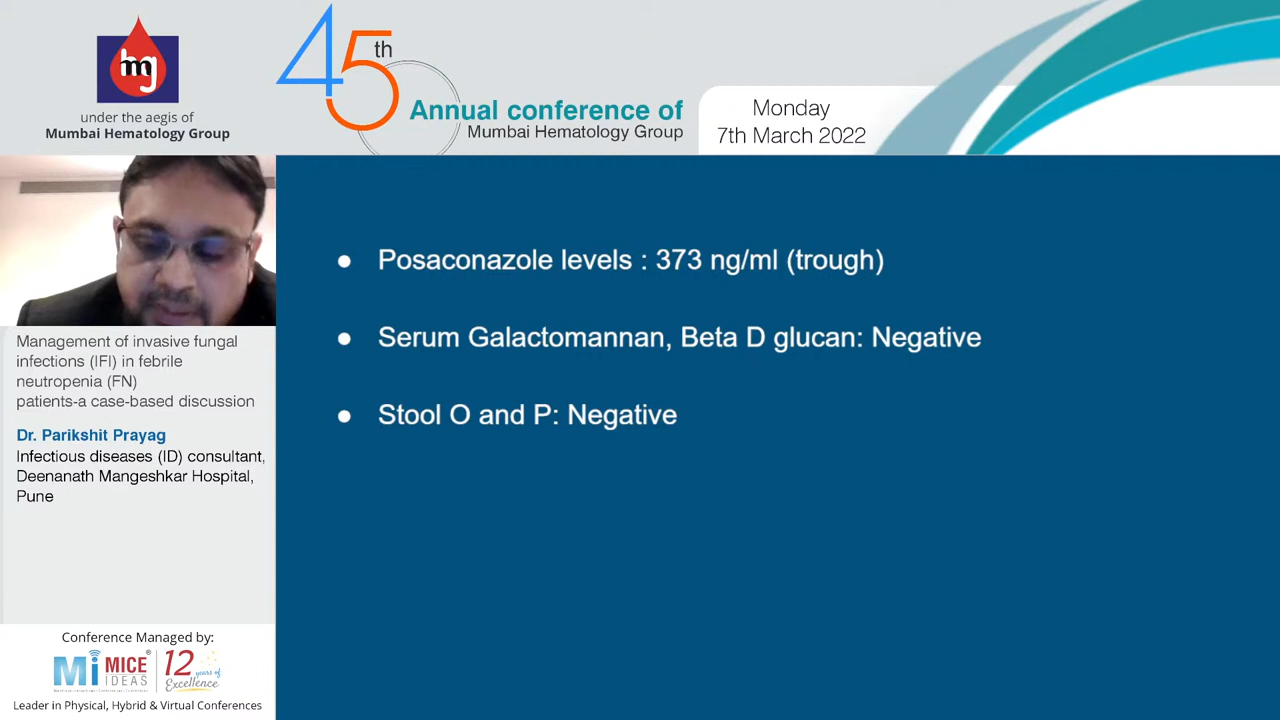 hmg
under the aegis of
Mumbai Hematology Group
45th
Annual conference of
Mumbai Hematology Group
Monday
7th March 2022
• Posaconazole levels : 373 ng/ml (trough)
• Serum Galactomannan, Beta D glucan: Negative
• Stool O and P: Negative
Management of invasive fungal
infections (IFI) in febrile
neutropenia (FN)
patients-a case-based discussion
Dr. Parikshit Prayag
Infectious diseases (ID) consultant,
Deenanath Mangeshkar Hospital,
Pune
Conference Managed by:
Mi MICE IDEAS
12 years of Excellence
Leader in Physical, Hybrid & Virtual Conferences